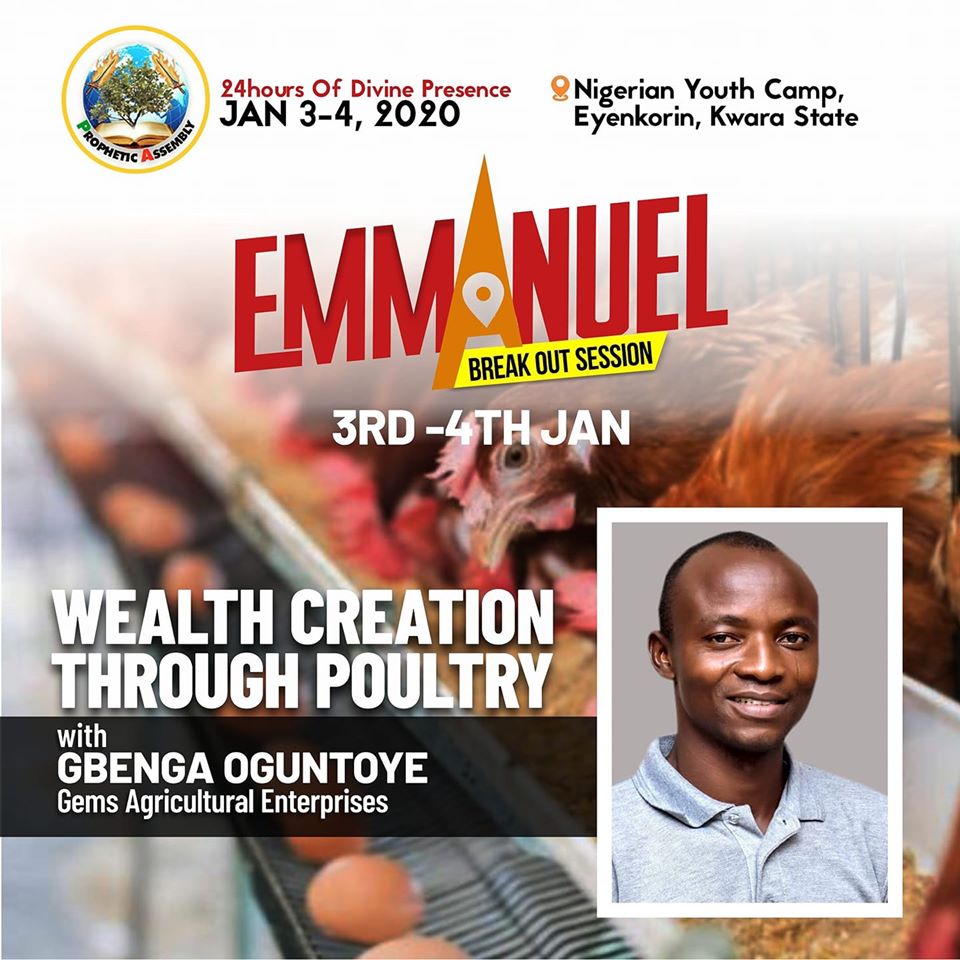 PROPHETIC ASSEMBLY
24hours Of Divine Presence
JAN 3-4, 2020
Nigerian Youth Camp,
Eyenkorin, Kwara State
EMMANUEL
BREAK OUT SESSION
3RD -4TH JAN
WEALTH CREATION
THROUGH POULTRY
with
GBENGA OGUNTOYE
Gems Agricultural Enterprises